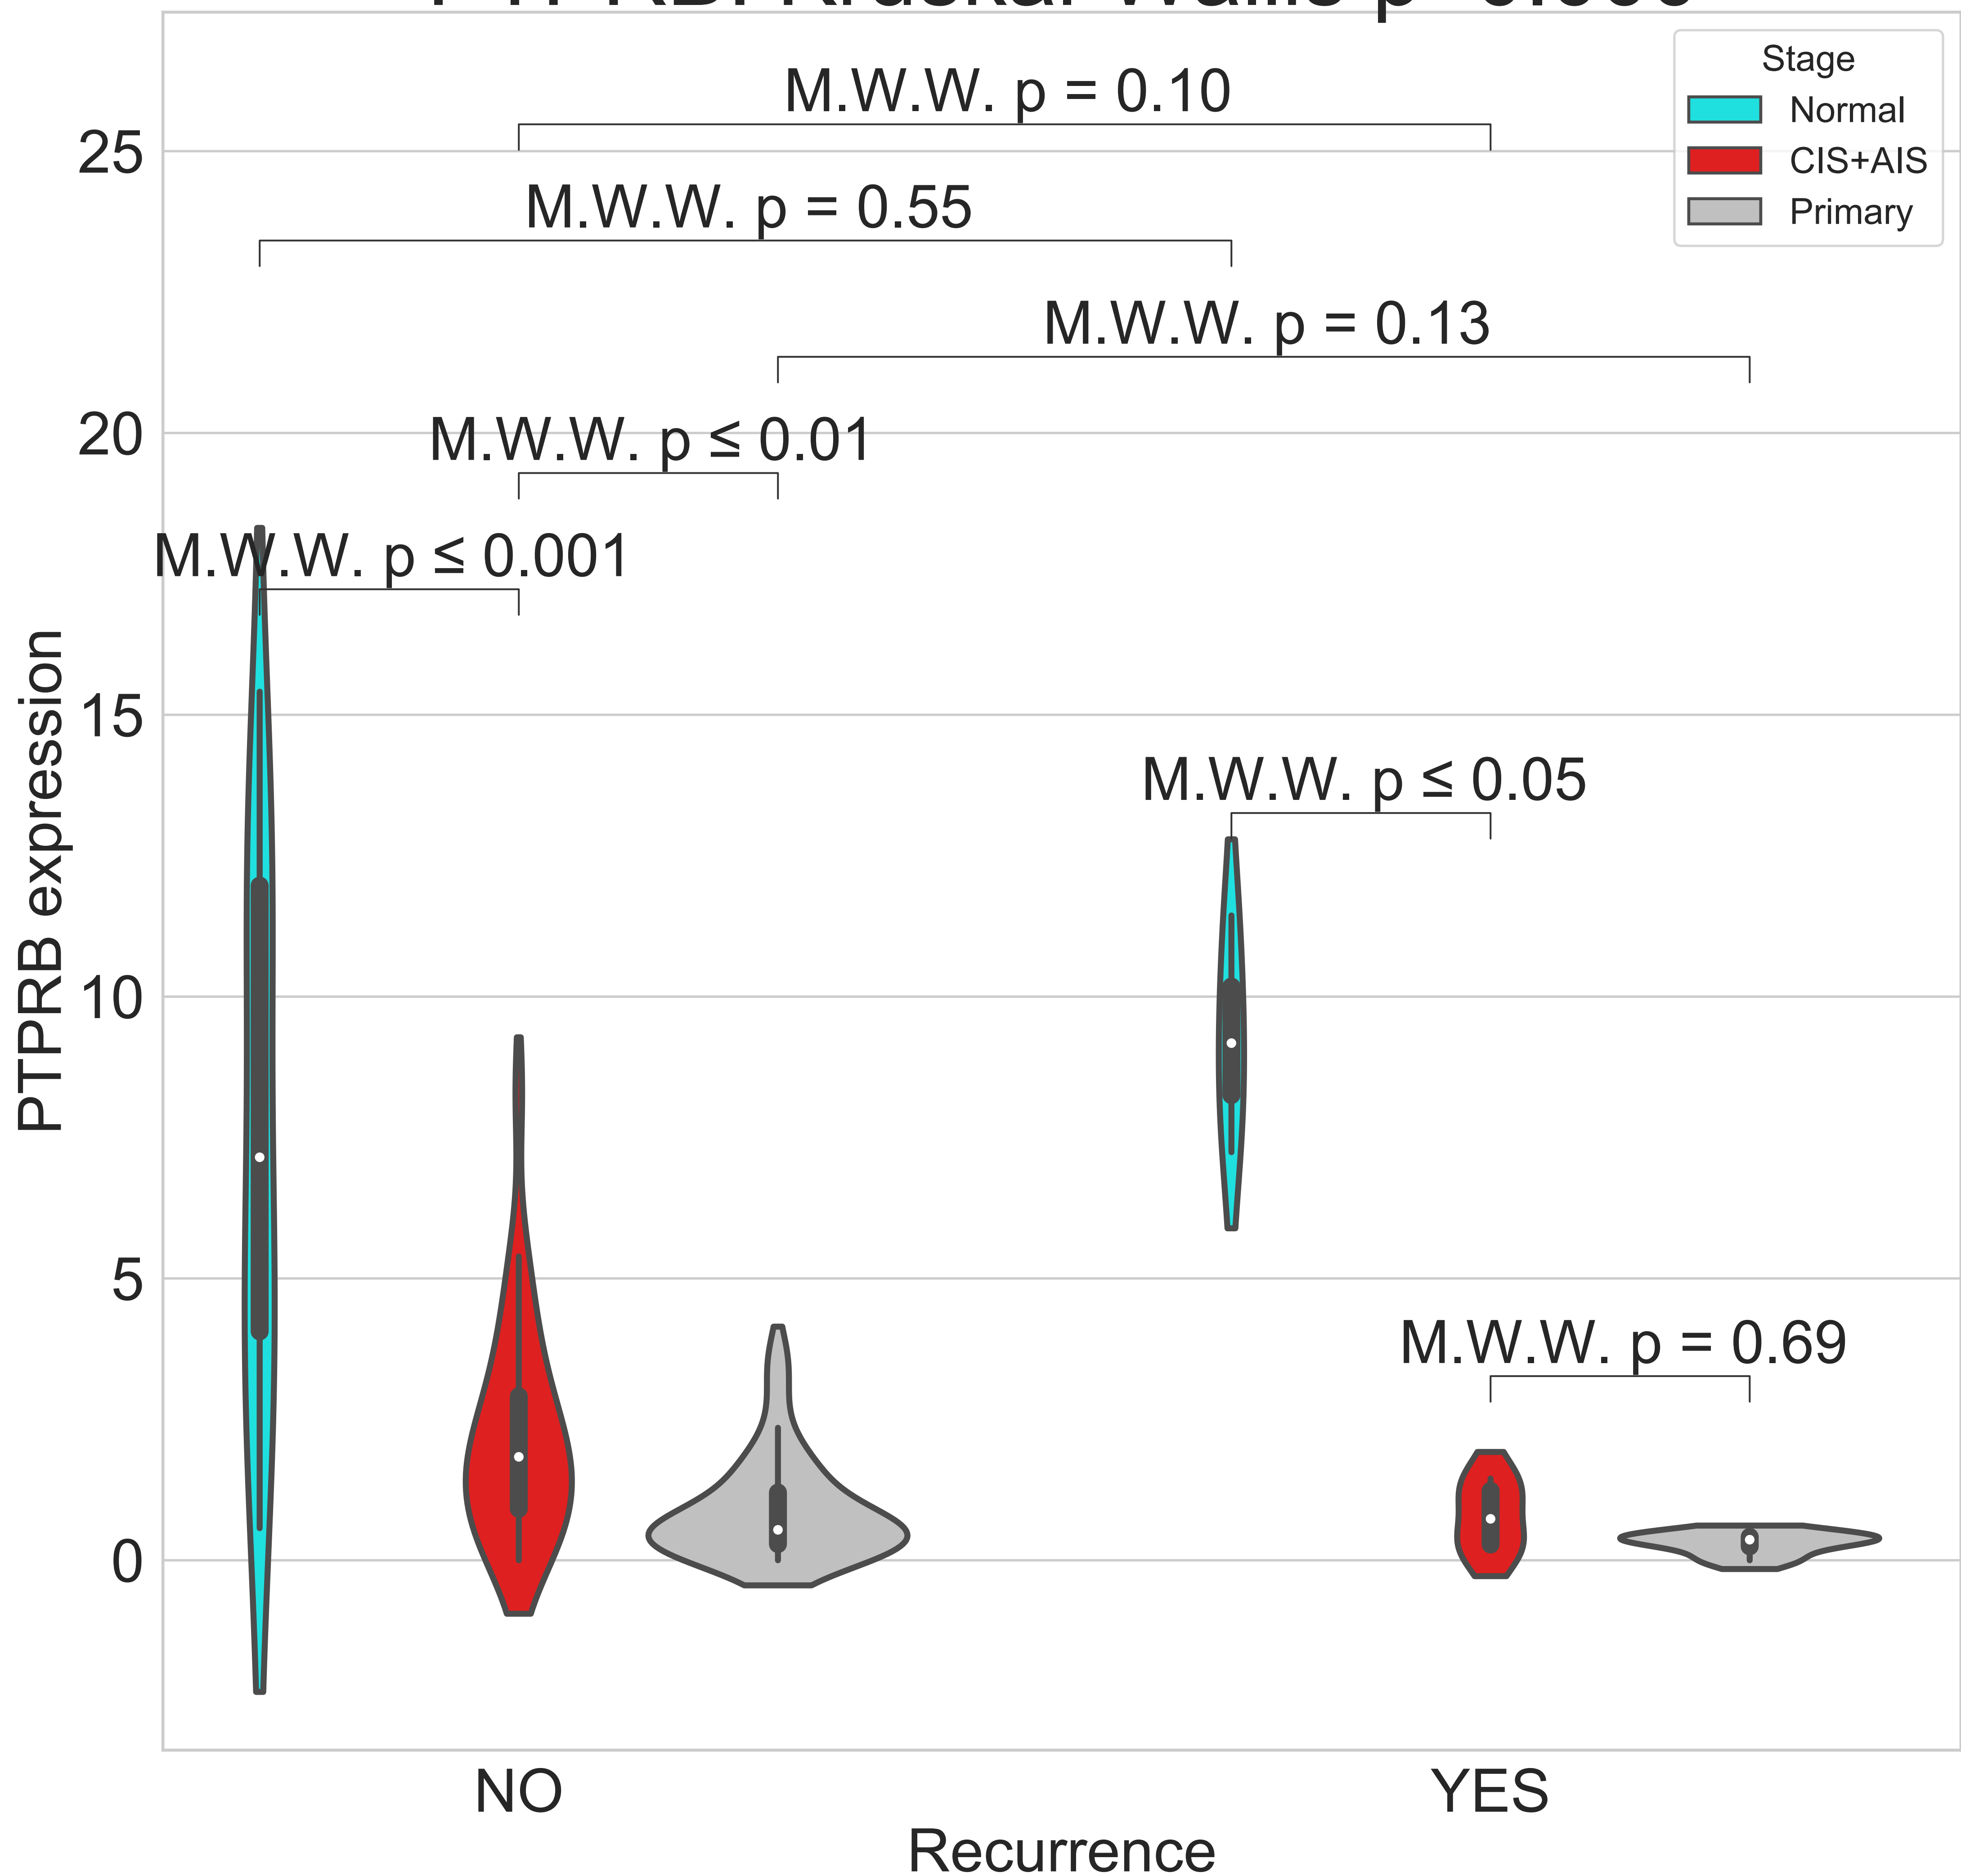 Stage
Normal
CIS+AIS
Primary
M.W.W. p = 0.10
M.W.W. p = 0.55
M.W.W. p = 0.13
M.W.W. p ≤ 0.01
M.W.W. p ≤ 0.001
M.W.W. p ≤ 0.05
M.W.W. p = 0.69
25
20
15
10
5
0
PTPRB expression
NO
YES
Recurrence